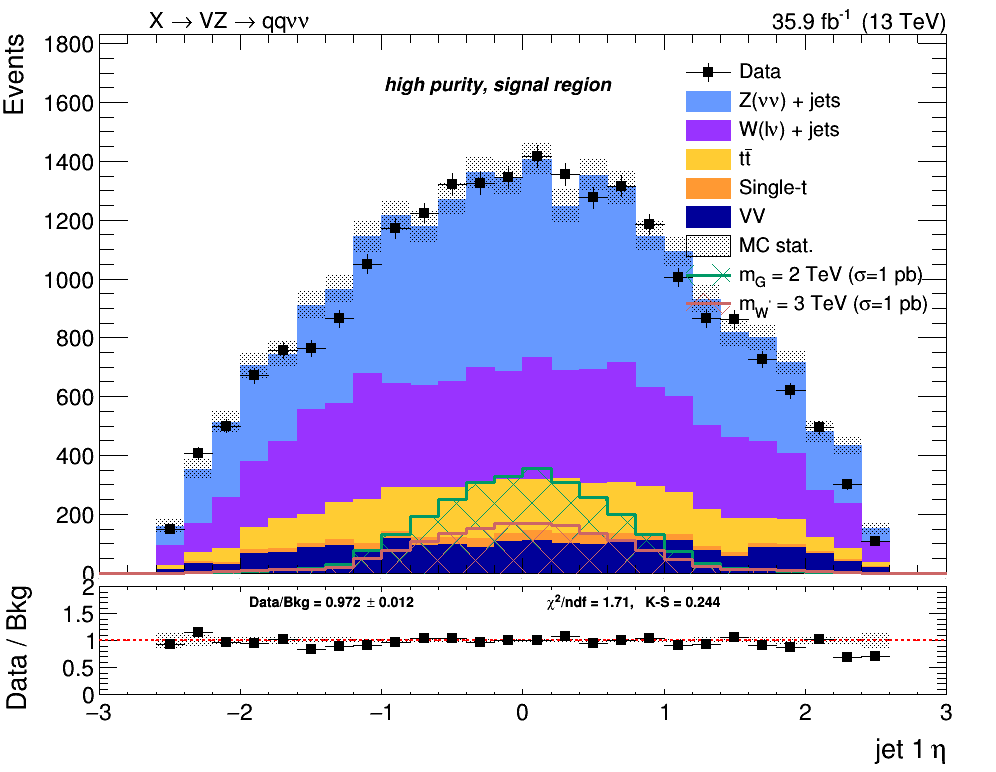 X → VZ → qqνν
35.9 fb⁻¹ (13 TeV)
Events
high purity, signal region
1800
1600
1400
1200
1000
800
600
400
200
0
Data
Z(νν) + jets
W(lν) + jets
tt̄
Single-t
VV
MC stat.
m_G = 2 TeV (σ=1 pb)
m_W' = 3 TeV (σ=1 pb)
Data / Bkg
2
1.5
1
0.5
0
Data/Bkg = 0.972 ± 0.012
χ²/ndf = 1.71, K-S = 0.244
−3 −2 −1 0 1 2 3
jet 1 η